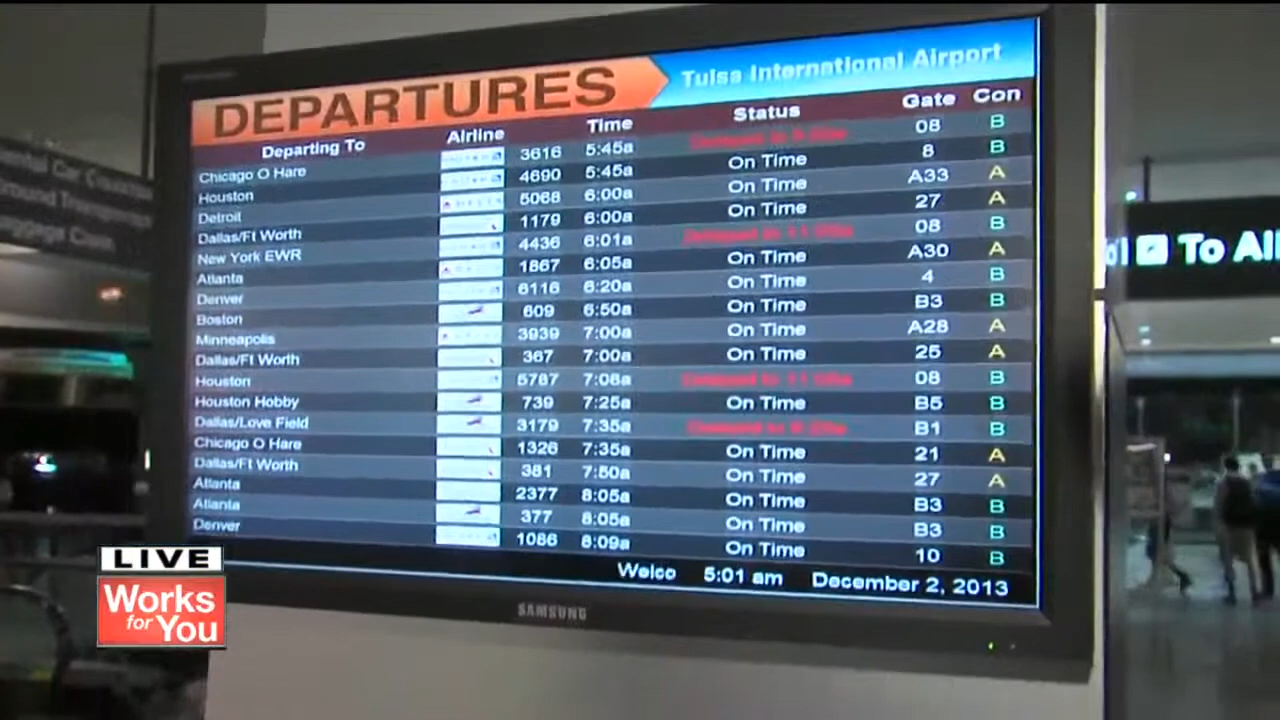 DEPARTURES Tulsa International Airport
Departing To Airline Time Status Gate Con
Chicago O Hare 3616 5:45a 08 B
Houston 4690 5:45a On Time 8 B
Detroit 5068 6:00a On Time A33 A
Dallas/Ft Worth 1179 6:00a On Time 27 A
New York EWR 4436 6:01a 08 B
Atlanta 1867 6:05a On Time A30 A
Denver 6116 6:20a On Time 4 B
Boston 609 6:50a On Time B3 B
Minneapolis 3939 7:00a On Time A28 A
Dallas/Ft Worth 367 7:00a On Time 25 A
Houston 5787 7:08a 08 B
Houston Hobby 739 7:25a On Time B5 B
Dallas/Love Field 3179 7:35a B1 B
Chicago O Hare 1326 7:35a On Time 21 A
Dallas/Ft Worth 381 7:50a On Time 27 A
Atlanta 2377 8:05a On Time B3 B
Atlanta 377 8:05a On Time B3 B
Denver 1086 8:09a On Time 10 B
Welco 5:01 am December 2, 2013
SAMSUNG
To All
LIVE
Works
for You